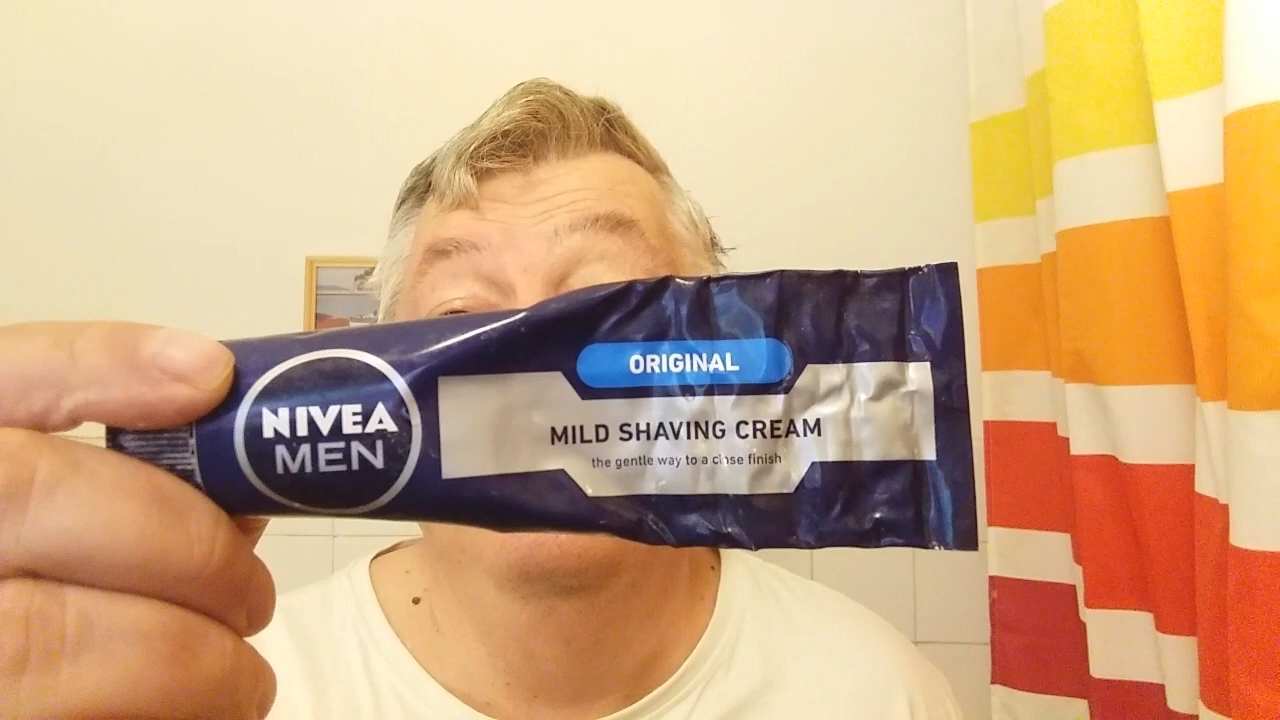 NIVEA
MEN
ORIGINAL
MILD SHAVING CREAM
the gentle way to a close finish